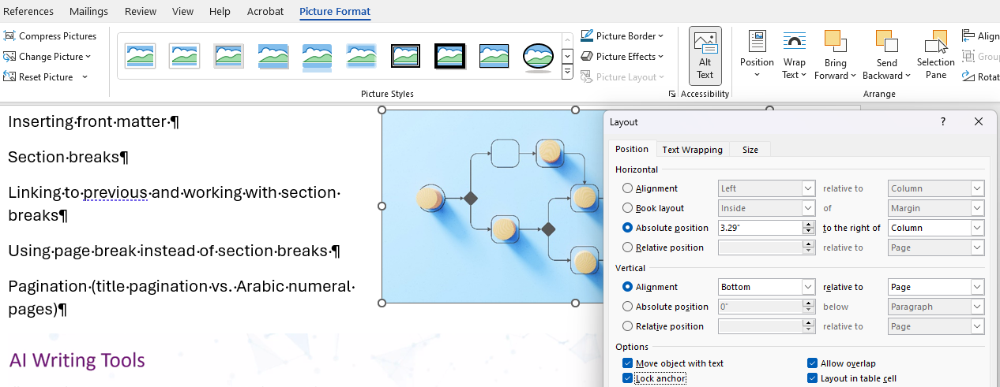 References Mailings Review View Help Acrobat Picture Format
Compress Pictures
Change Picture
Reset Picture
Picture Border
Picture Effects
Picture Layout
Picture Styles
Alt
Text
Accessibility
Position
Wrap
Text
Bring
Forward
Send
Backward
Selection
Pane
Align
Grou
Rotat
Arrange
Inserting·front·matter·¶
Section·breaks¶
Linking·to·previous·and·working·with·section·
breaks¶
Using·page·break·instead·of·section·breaks·¶
Pagination·(title·pagination·vs.·Arabic·numeral·
pages)¶
AI Writing Tools
Layout ?
Position Text Wrapping Size
Horizontal
Alignment Left relative to Column
Book layout Inside of Margin
Absolute position 3.29" to the right of Column
Relative position relative to Page
Vertical
Alignment Bottom relative to Page
Absolute position 0" below Paragraph
Relative position relative to Page
Options
Move object with text Allow overlap
Lock anchor Layout in table cell